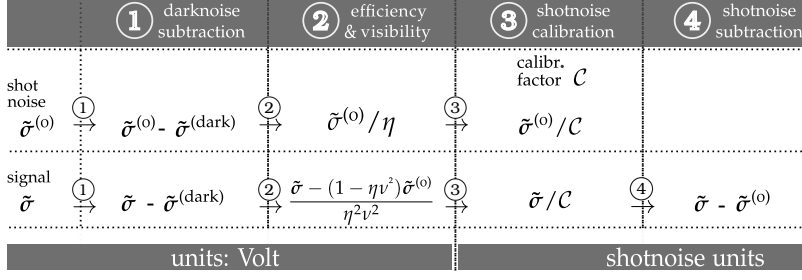 ① darknoise subtraction ② efficiency & visibility ③ shotnoise calibration ④ shotnoise subtraction
calibr. factor 𝒞
shot noise
σ̃⁽⁰⁾ ① → σ̃⁽⁰⁾ - σ̃⁽ᵈᵃʳᵏ⁾ ② → σ̃⁽⁰⁾/η ③ → σ̃⁽⁰⁾/𝒞
signal
σ̃ ① → σ̃ - σ̃⁽ᵈᵃʳᵏ⁾ ② → (σ̃ − (1 − ην²)σ̃⁽⁰⁾)/(η²ν²) ③ → σ̃/𝒞 ④ → σ̃ - σ̃⁽⁰⁾
units: Volt shotnoise units